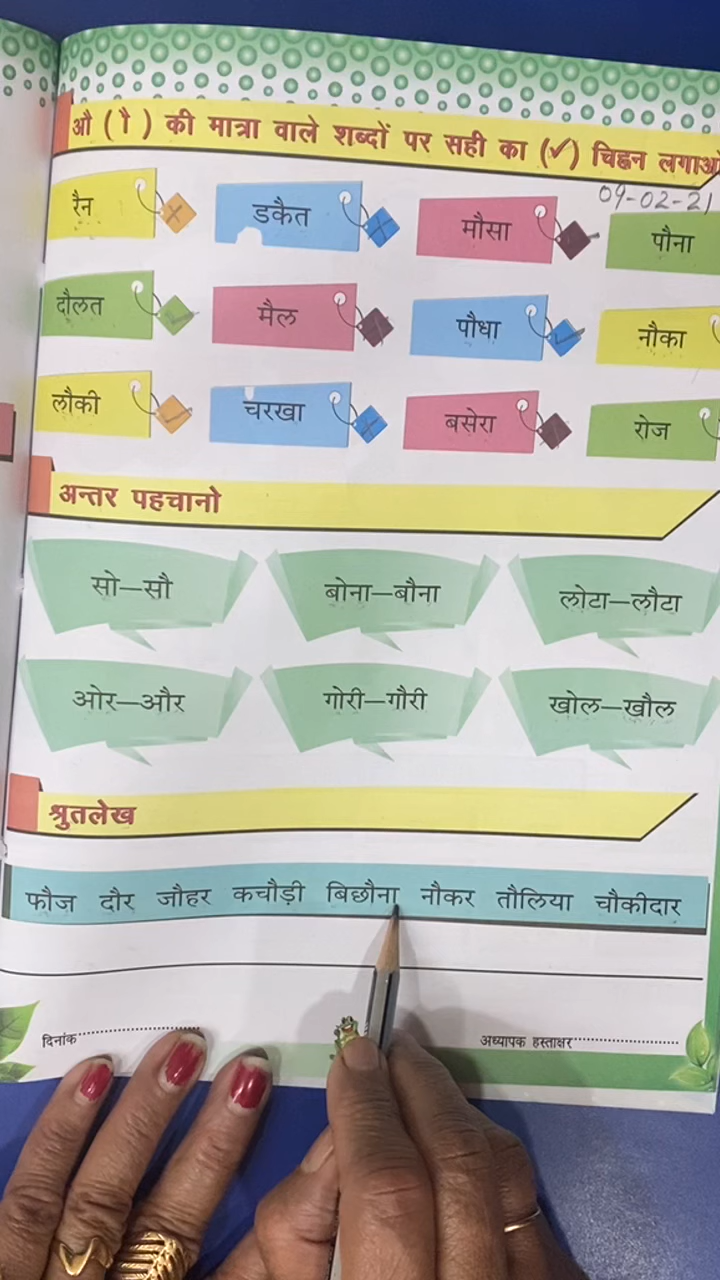 औ ( ौ ) की मात्रा वाले शब्दों पर सही का (✓) चिह्वन लगाओ
09-02-21
रैन डकैत मौसा पौना
दौलत मैल पौधा नौका
लौकी चरखा बसेरा रोज
अन्तर पहचानो
सो—सौ बोना—बौना लोटा—लौटा
ओर—और गोरी—गौरी खोल—खौल
श्रुतलेख
फौज दौर जौहर कचौड़ी बिछौना नौकर तौलिया चौकीदार
दिनांक अध्यापक हस्ताक्षर